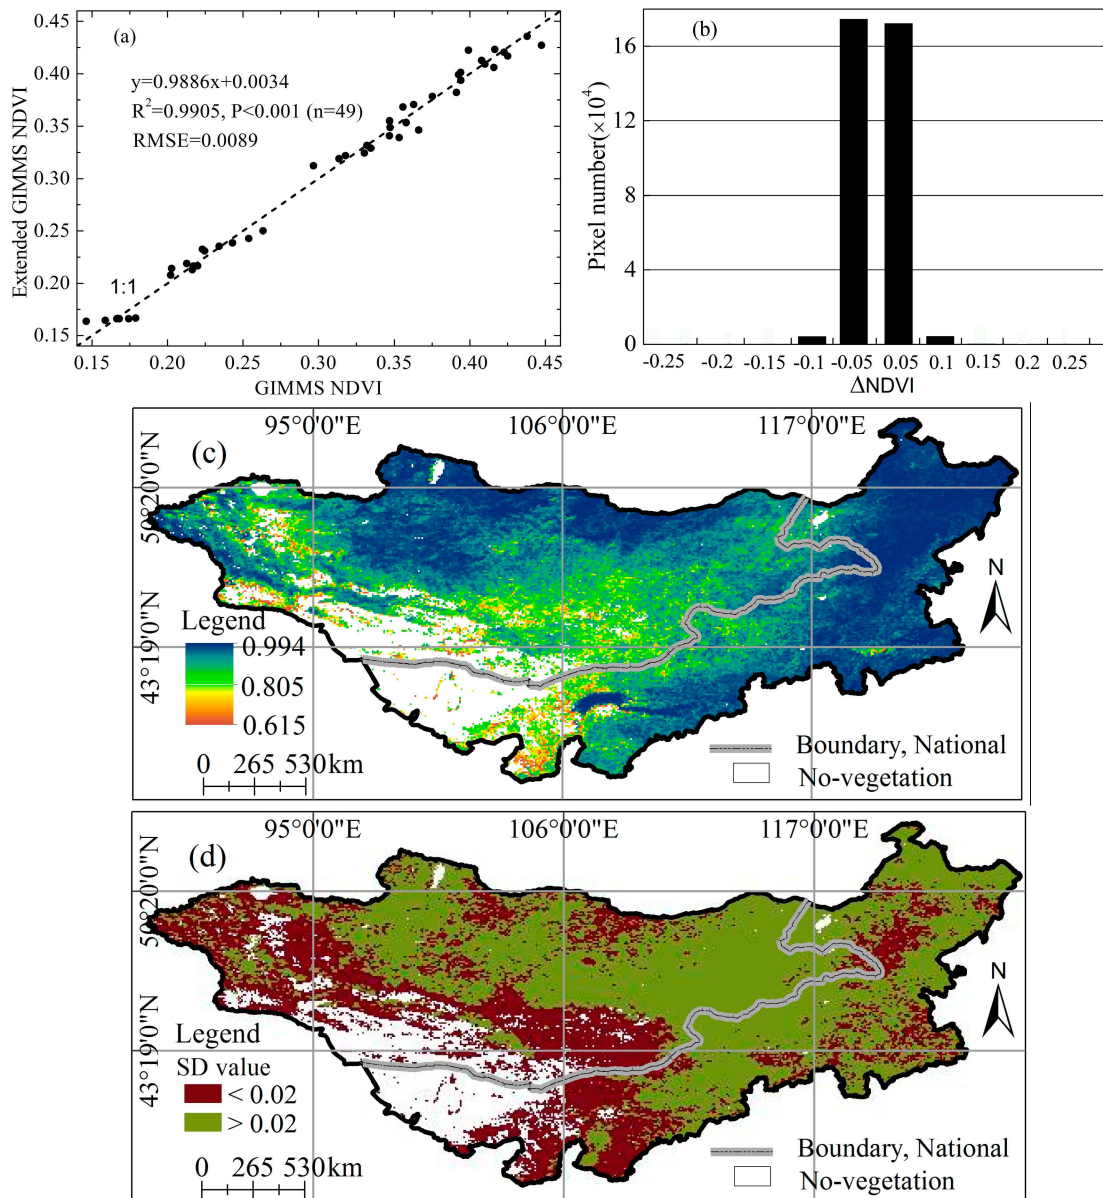 (a)
y=0.9886x+0.0034
R²=0.9905, P<0.001 (n=49)
RMSE=0.0089
1:1
Extended GIMMS NDVI
0.45
0.40
0.35
0.30
0.25
0.20
0.15
0.15 0.20 0.25 0.30 0.35 0.40 0.45
GIMMS NDVI
(b)
Pixel number(×10⁴)
16
12
8
4
0
-0.25 -0.2 -0.15 -0.1 -0.05 0.05 0.1 0.15 0.2 0.25
ΔNDVI
95°0'0"E 106°0'0"E 117°0'0"E
(c)
50°20'0"N
43°19'0"N
N
Legend
0.994
0.805
0.615
0 265 530 km
Boundary, National
No-vegetation
95°0'0"E 106°0'0"E 117°0'0"E
(d)
50°20'0"N
43°19'0"N
N
Legend
SD value
< 0.02
> 0.02
0 265 530 km
Boundary, National
No-vegetation